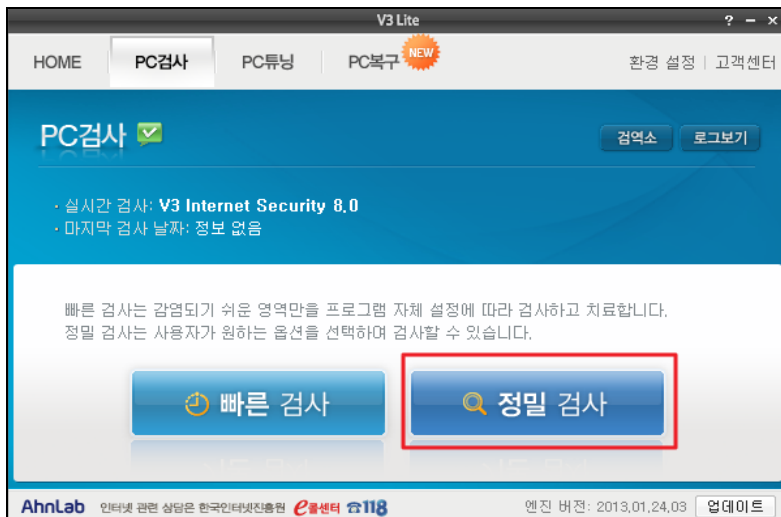 V3 Lite ? – ×
HOME PC검사 PC튜닝 PC복구 NEW 환경 설정 | 고객센터
PC검사 검역소 로그보기
· 실시간 검사: V3 Internet Security 8.0
· 마지막 검사 날짜: 정보 없음
빠른 검사는 감염되기 쉬운 영역만을 프로그램 자체 설정에 따라 검사하고 치료합니다.
정밀 검사는 사용자가 원하는 옵션을 선택하여 검사할 수 있습니다.
빠른 검사 정밀 검사
AhnLab 인터넷 관련 상담은 한국인터넷진흥원 e콜센터 ☎118 엔진 버전: 2013.01.24.03 업데이트